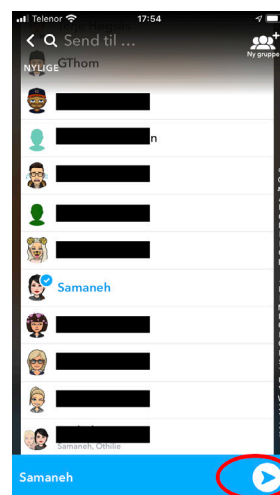 Telenor 17:54
Send til ...
Ny gruppe
NYLIGE
GThom
n
Samaneh
Samaneh, Othilie
Samaneh